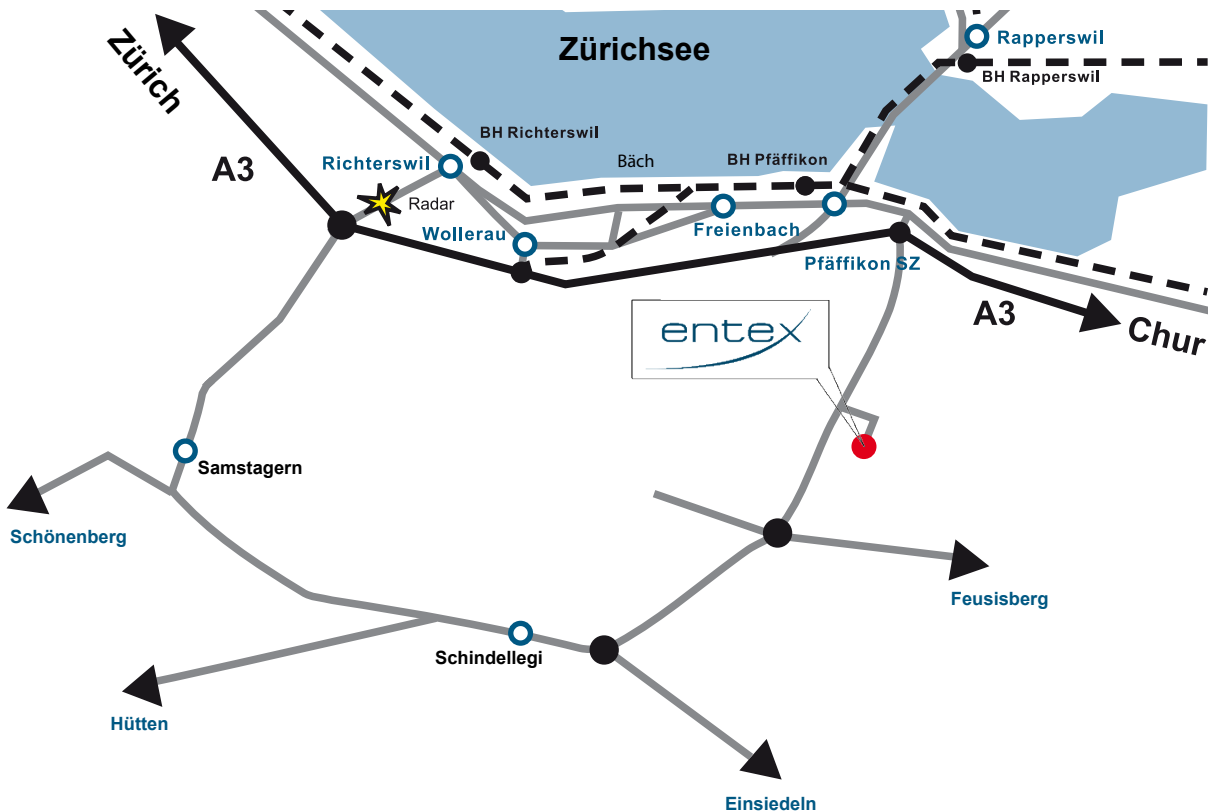 Zürichsee
Rapperswil
BH Rapperswil
Zürich
A3
BH Richterswil
Richterswil
Bäch
BH Pfäffikon
Radar
Wollerau
Freienbach
Pfäffikon SZ
entex
A3
Chur
Samstagern
Schönenberg
Feusisberg
Schindellegi
Hütten
Einsiedeln